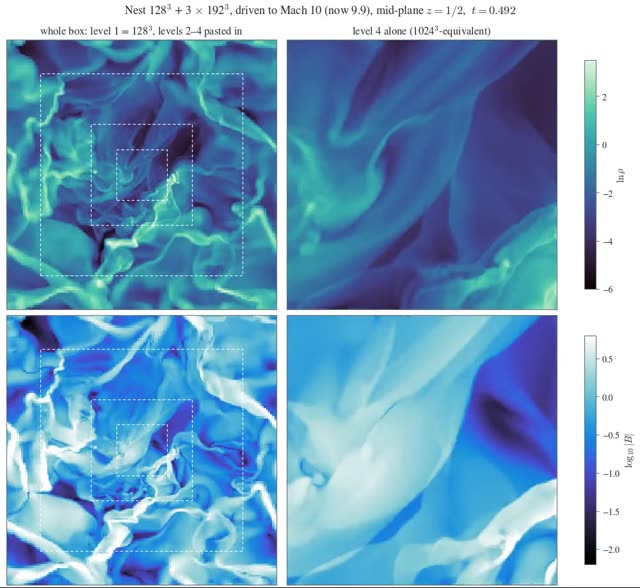 Nest 128³ + 3 × 192³, driven to Mach 10 (now 9.9), mid-plane z = 1/2, t = 0.492
whole box: level 1 = 128³, levels 2–4 pasted in
level 4 alone (1024³-equivalent)
2
0
−2
−4
−6
ln ρ
0.5
0.0
−0.5
−1.0
−1.5
−2.0
log₁₀ |B|